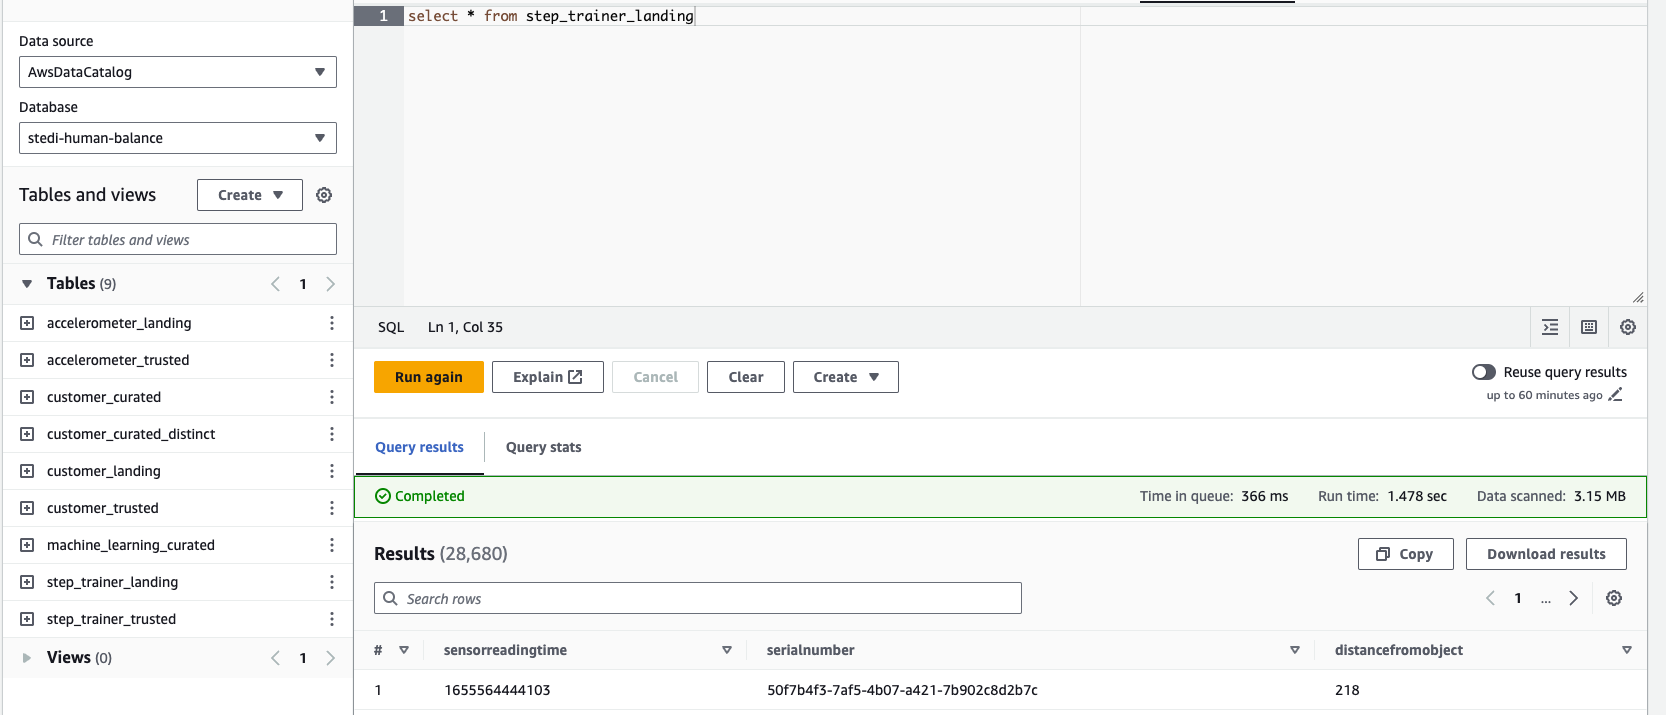 Data source
AwsDataCatalog
Database
stedi-human-balance
Tables and views
Create
Filter tables and views
Tables (9)
1
accelerometer_landing
accelerometer_trusted
customer_curated
customer_curated_distinct
customer_landing
customer_trusted
machine_learning_curated
step_trainer_landing
step_trainer_trusted
Views (0)
1
1 select * from step_trainer_landing
SQL Ln 1, Col 35
Run again Explain Cancel Clear Create
Reuse query results
up to 60 minutes ago
Query results Query stats
Completed Time in queue: 366 ms Run time: 1.478 sec Data scanned: 3.15 MB
Results (28,680) Copy Download results
Search rows 1 ...
# sensorreadingtime serialnumber distancefromobject
1 1655564444103 50f7b4f3-7af5-4b07-a421-7b902c8d2b7c 218